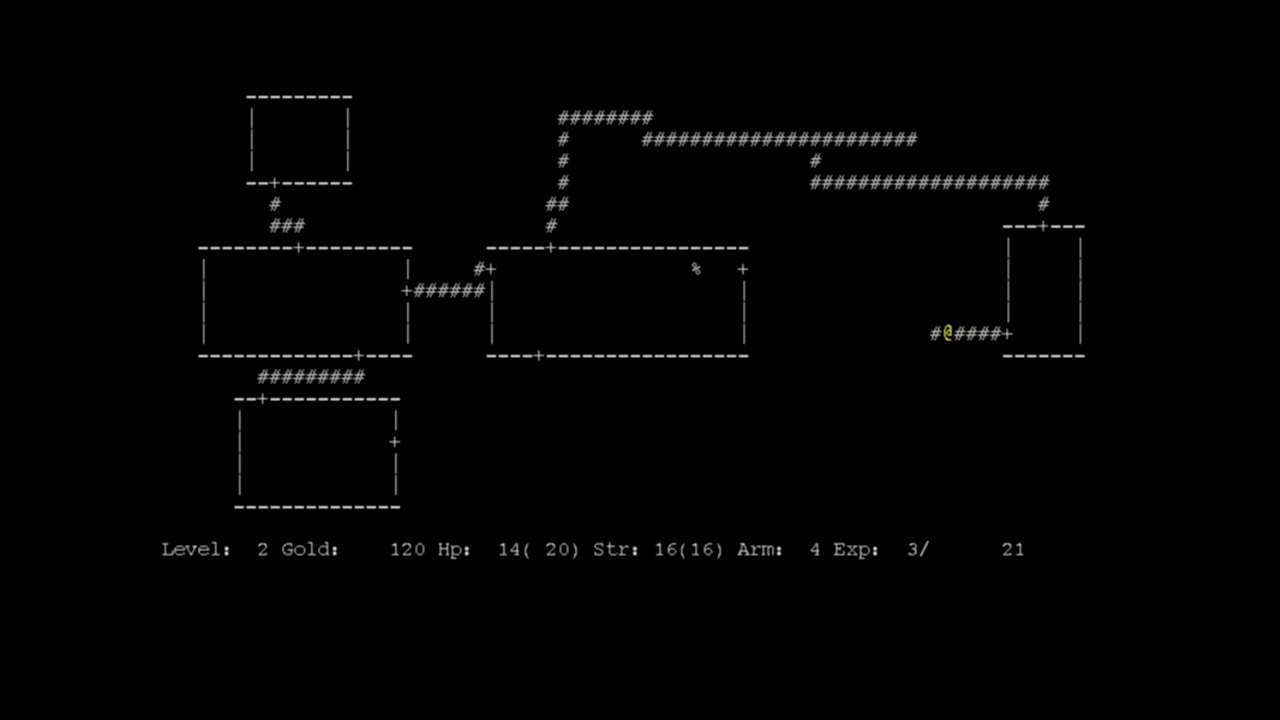 ---------
       |       |                 ########
       |       |                 #      #######################
       |       |                 #                    #
       --+------                 #                    ####################
         #                      ##                                       #
         ###                    #                                     ---+---
   --------+---------      -----+----------------                     |     |
   |                |     #+                %   +                     |     |
   |                +######|                    |                     |     |
   |                |      |                    |                     |     |
   |                |      |                    |               #@####+     |
   -------------+----      ----+-----------------                     -------
        #########
      --+-----------
      |            |
      |            +
      |            |
      |            |
      --------------
Level:  2 Gold:    120 Hp:  14( 20) Str: 16(16) Arm:  4 Exp:  3/      21